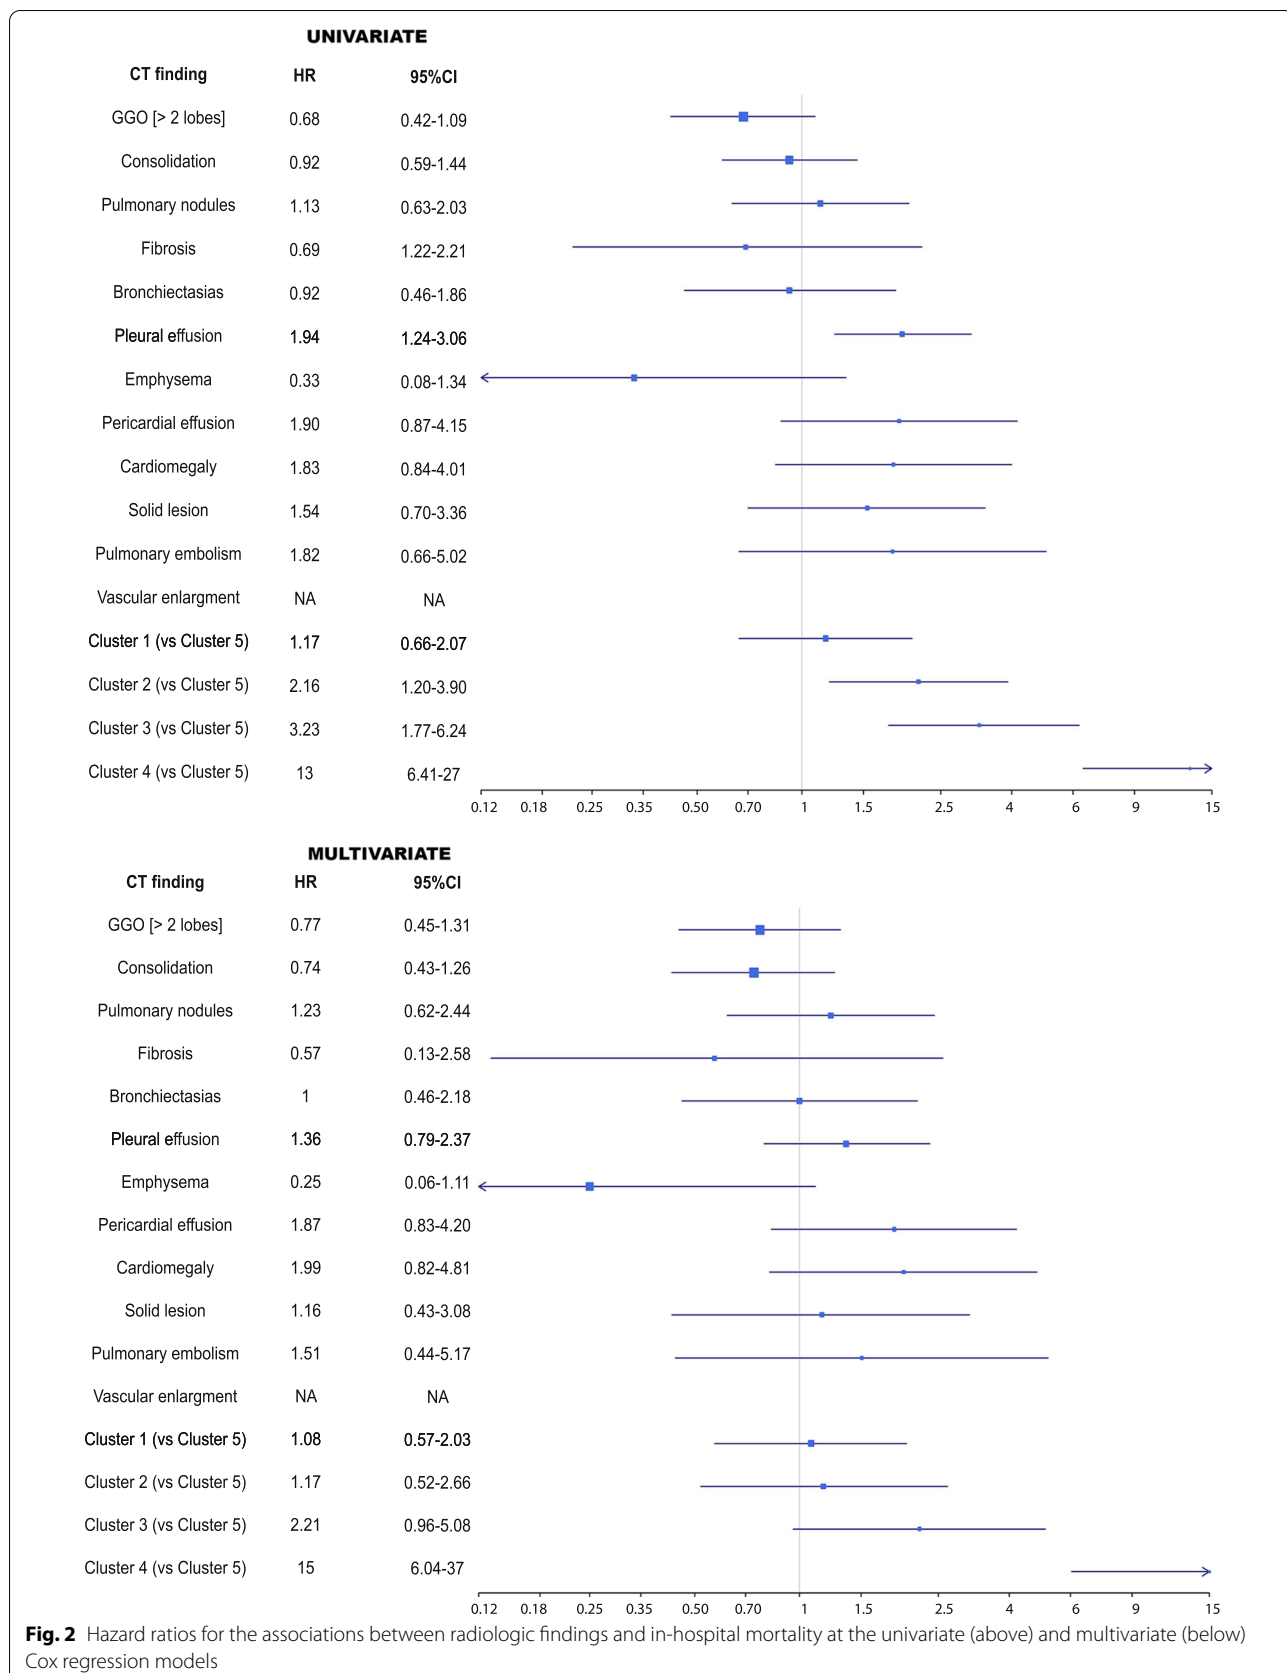 UNIVARIATE
CT finding HR 95%CI
GGO [> 2 lobes] 0.68 0.42-1.09
Consolidation 0.92 0.59-1.44
Pulmonary nodules 1.13 0.63-2.03
Fibrosis 0.69 1.22-2.21
Bronchiectasias 0.92 0.46-1.86
Pleural effusion 1.94 1.24-3.06
Emphysema 0.33 0.08-1.34
Pericardial effusion 1.90 0.87-4.15
Cardiomegaly 1.83 0.84-4.01
Solid lesion 1.54 0.70-3.36
Pulmonary embolism 1.82 0.66-5.02
Vascular enlargment NA NA
Cluster 1 (vs Cluster 5) 1.17 0.66-2.07
Cluster 2 (vs Cluster 5) 2.16 1.20-3.90
Cluster 3 (vs Cluster 5) 3.23 1.77-6.24
Cluster 4 (vs Cluster 5) 13 6.41-27
0.12 0.18 0.25 0.35 0.50 0.70 1 1.5 2.5 4 6 9 15
MULTIVARIATE
CT finding HR 95%CI
GGO [> 2 lobes] 0.77 0.45-1.31
Consolidation 0.74 0.43-1.26
Pulmonary nodules 1.23 0.62-2.44
Fibrosis 0.57 0.13-2.58
Bronchiectasias 1 0.46-2.18
Pleural effusion 1.36 0.79-2.37
Emphysema 0.25 0.06-1.11
Pericardial effusion 1.87 0.83-4.20
Cardiomegaly 1.99 0.82-4.81
Solid lesion 1.16 0.43-3.08
Pulmonary embolism 1.51 0.44-5.17
Vascular enlargment NA NA
Cluster 1 (vs Cluster 5) 1.08 0.57-2.03
Cluster 2 (vs Cluster 5) 1.17 0.52-2.66
Cluster 3 (vs Cluster 5) 2.21 0.96-5.08
Cluster 4 (vs Cluster 5) 15 6.04-37
0.12 0.18 0.25 0.35 0.50 0.70 1 1.5 2.5 4 6 9 15
Fig. 2 Hazard ratios for the associations between radiologic findings and in-hospital mortality at the univariate (above) and multivariate (below)
Cox regression models